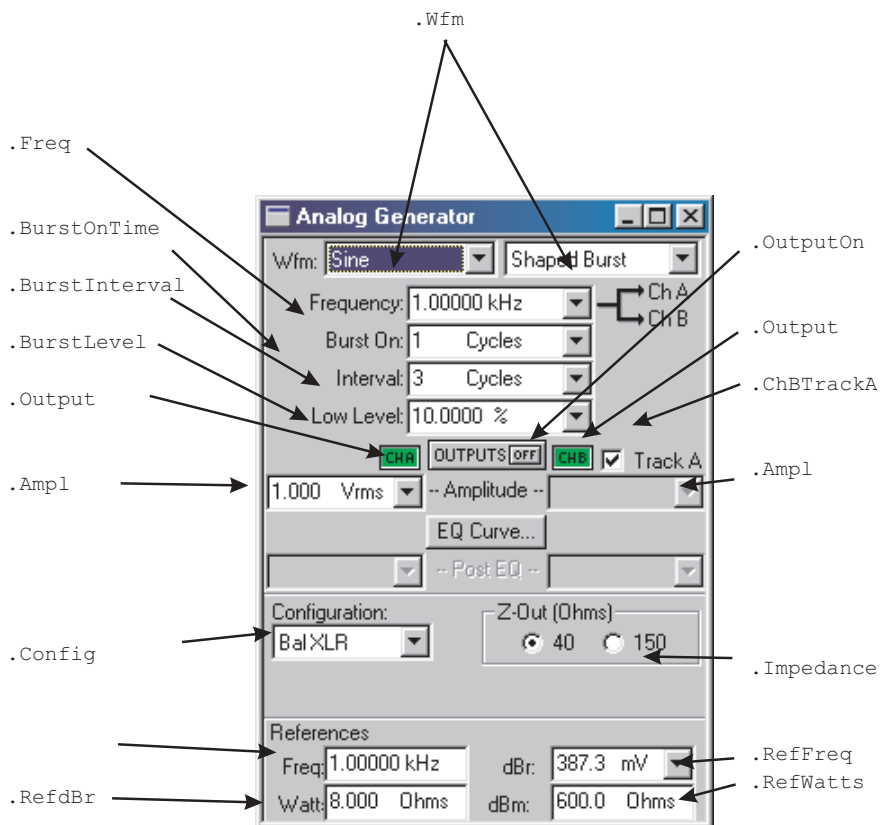 .Wfm
.Freq
.BurstOnTime
.BurstInterval
.BurstLevel
.Output
.Ampl
.Config
.RefdBr
Analog Generator
Wfm: Sine Shaped Burst
Frequency: 1.00000 kHz Ch A
Ch B
Burst On: 1 Cycles
Interval: 3 Cycles
Low Level: 10.0000 %
CHA OUTPUTS OFF CHB Track A
1.000 Vrms -- Amplitude --
EQ Curve...
-- Post EQ --
Configuration: Z-Out (Ohms)
Bal XLR 40 150
References
Freq: 1.00000 kHz dBr: 387.3 mV
Watt: 8.000 Ohms dBm: 600.0 Ohms
.OutputOn
.Output
.ChBTrackA
.Ampl
.Impedance
.RefFreq
.RefWatts